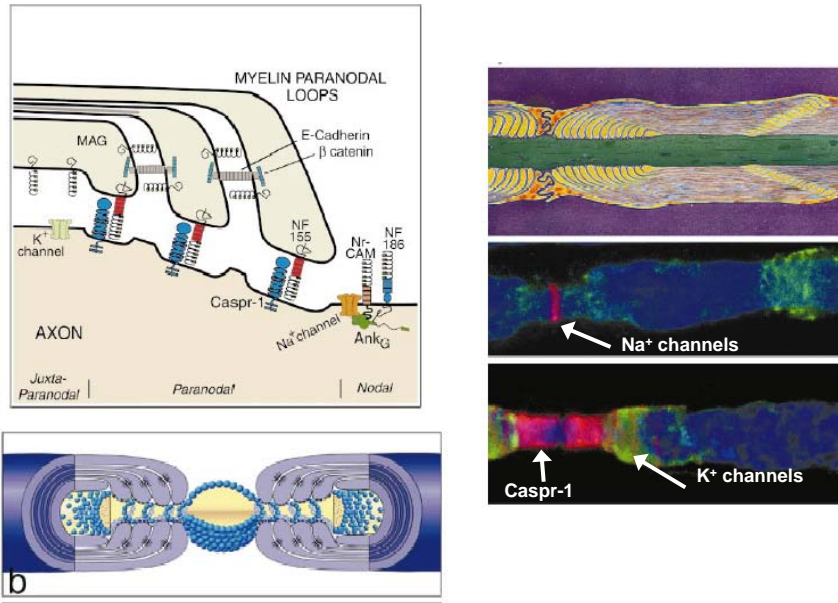 MYELIN PARANODAL
LOOPS
MAG
E-Cadherin
β catenin
K⁺
channel
NF
155
Nr-
CAM
NF
186
Caspr-1
Na⁺ channel
AnkG
AXON
Juxta-
Paranodal
Paranodal
Nodal
b
Na⁺ channels
Caspr-1
K⁺ channels